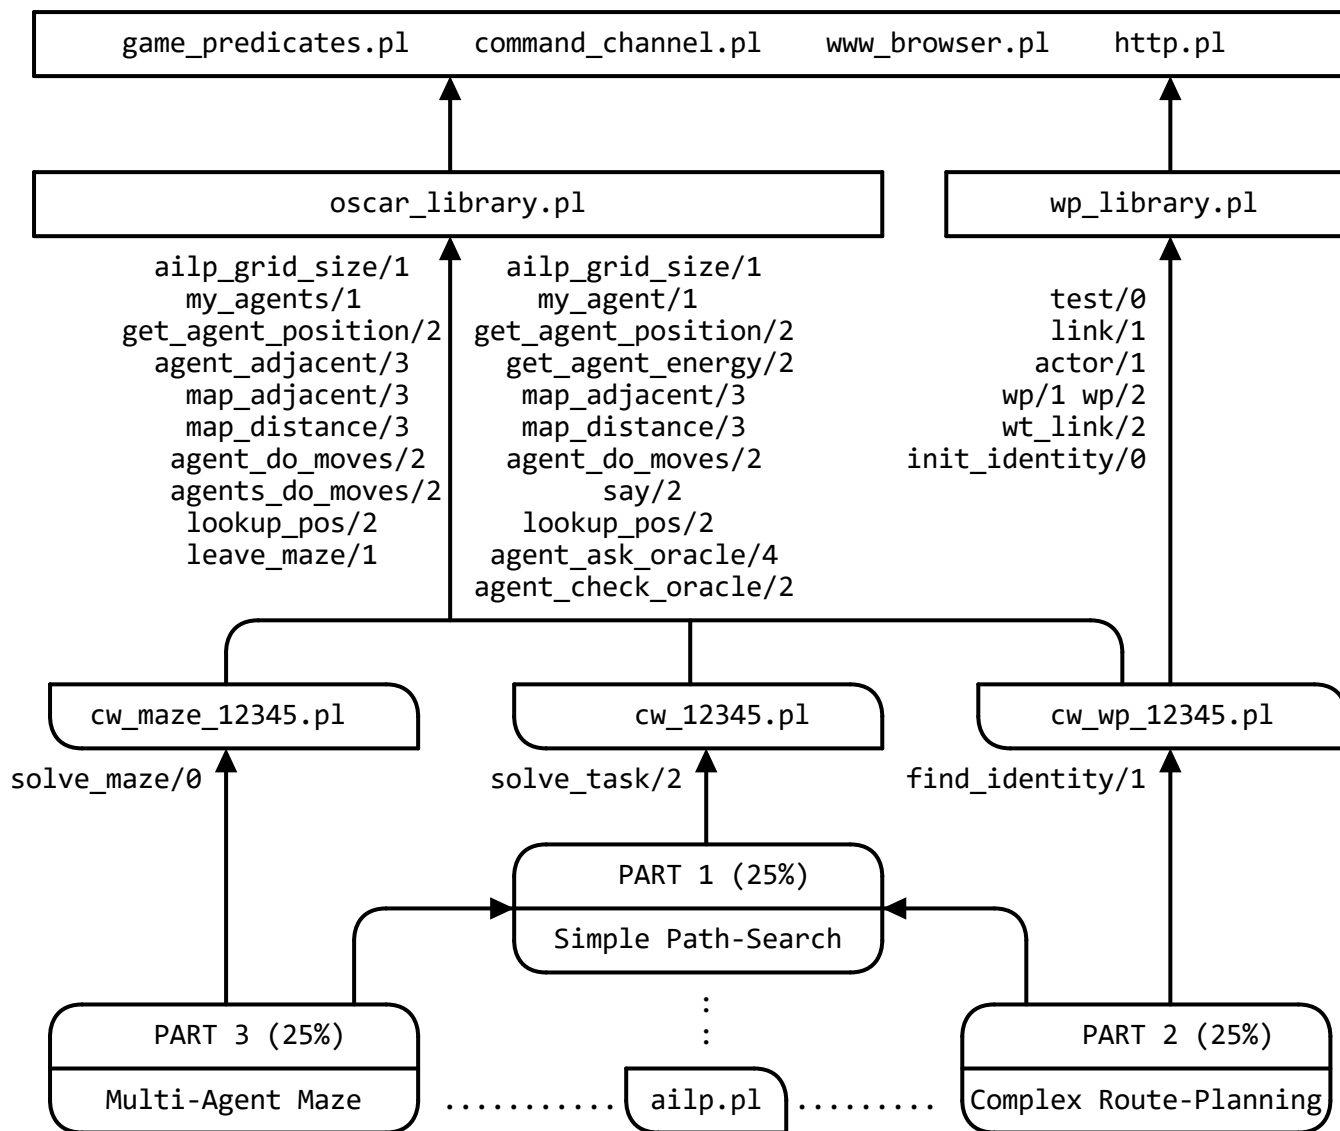 game_predicates.pl command_channel.pl www_browser.pl http.pl
oscar_library.pl
wp_library.pl
ailp_grid_size/1
my_agents/1
get_agent_position/2
agent_adjacent/3
map_adjacent/3
map_distance/3
agent_do_moves/2
agents_do_moves/2
lookup_pos/2
leave_maze/1
ailp_grid_size/1
my_agent/1
get_agent_position/2
get_agent_energy/2
map_adjacent/3
map_distance/3
agent_do_moves/2
say/2
lookup_pos/2
agent_ask_oracle/4
agent_check_oracle/2
test/0
link/1
actor/1
wp/1 wp/2
wt_link/2
init_identity/0
cw_maze_12345.pl
cw_12345.pl
cw_wp_12345.pl
solve_maze/0
solve_task/2
find_identity/1
PART 1 (25%)
Simple Path-Search
PART 3 (25%)
Multi-Agent Maze
ailp.pl
PART 2 (25%)
Complex Route-Planning